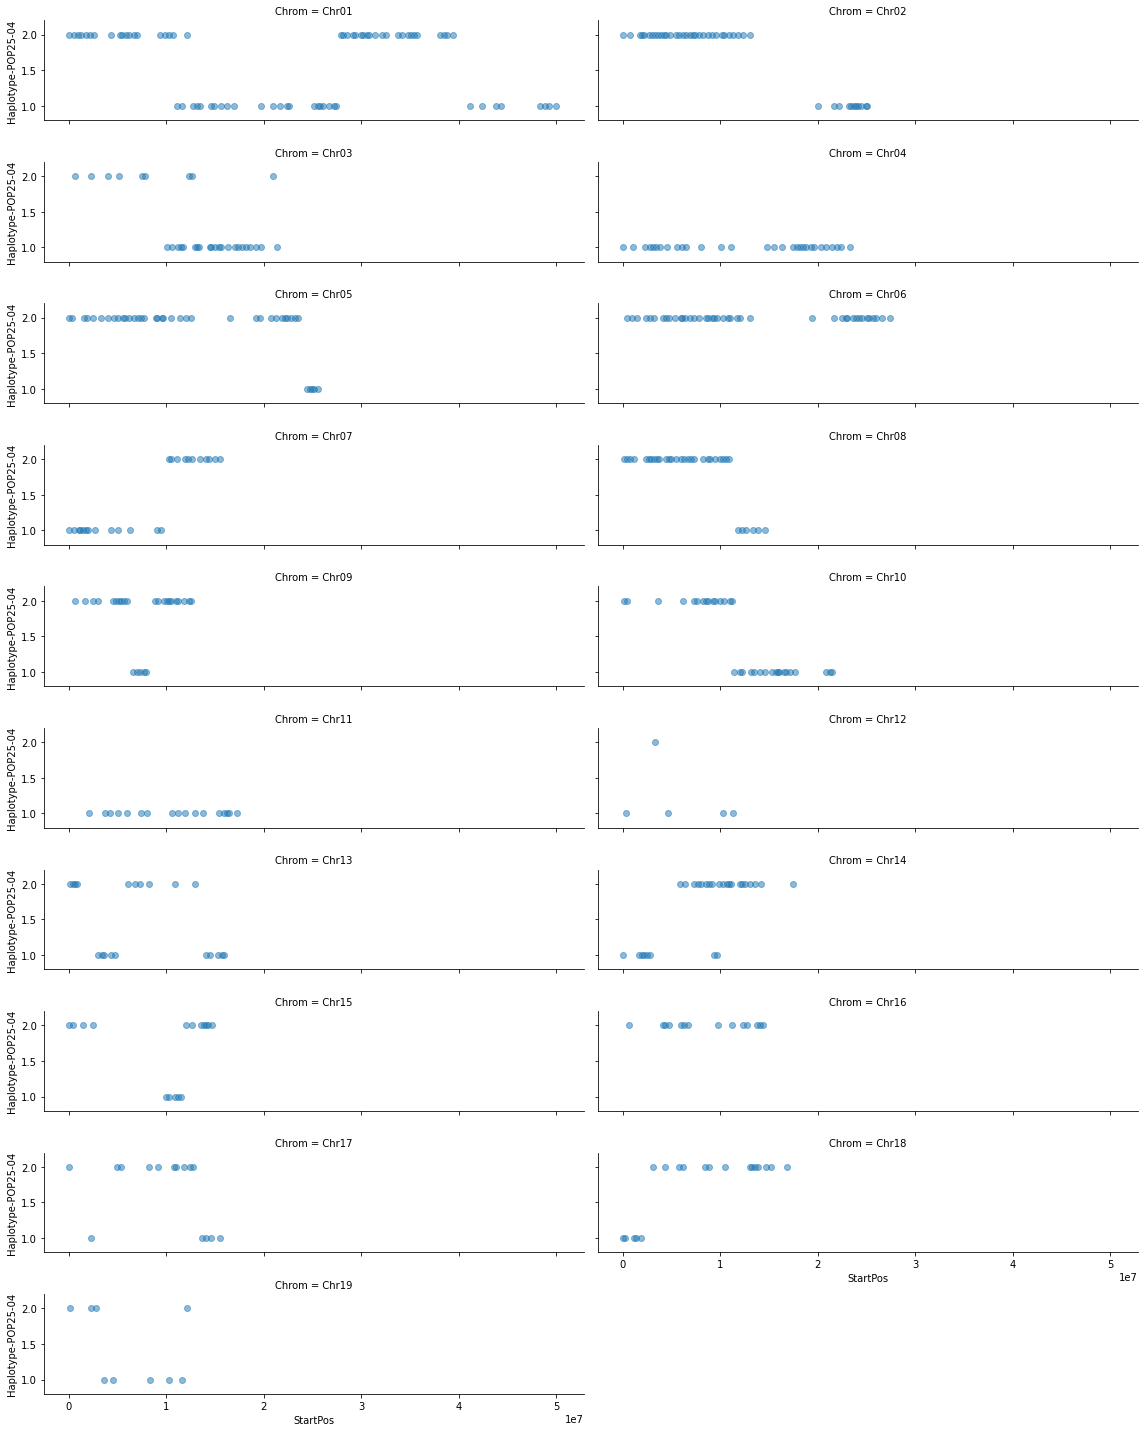 Chrom = Chr01
Chrom = Chr02
Haplotype-POP25-04
2.0
1.5
1.0
Chrom = Chr03
Chrom = Chr04
Haplotype-POP25-04
2.0
1.5
1.0
Chrom = Chr05
Chrom = Chr06
Haplotype-POP25-04
2.0
1.5
1.0
Chrom = Chr07
Chrom = Chr08
Haplotype-POP25-04
2.0
1.5
1.0
Chrom = Chr09
Chrom = Chr10
Haplotype-POP25-04
2.0
1.5
1.0
Chrom = Chr11
Chrom = Chr12
Haplotype-POP25-04
2.0
1.5
1.0
Chrom = Chr13
Chrom = Chr14
Haplotype-POP25-04
2.0
1.5
1.0
Chrom = Chr15
Chrom = Chr16
Haplotype-POP25-04
2.0
1.5
1.0
Chrom = Chr17
Chrom = Chr18
Haplotype-POP25-04
2.0
1.5
1.0
0 1 2 3 4 5
StartPos
1e7
Chrom = Chr19
Haplotype-POP25-04
2.0
1.5
1.0
0 1 2 3 4 5
StartPos
1e7